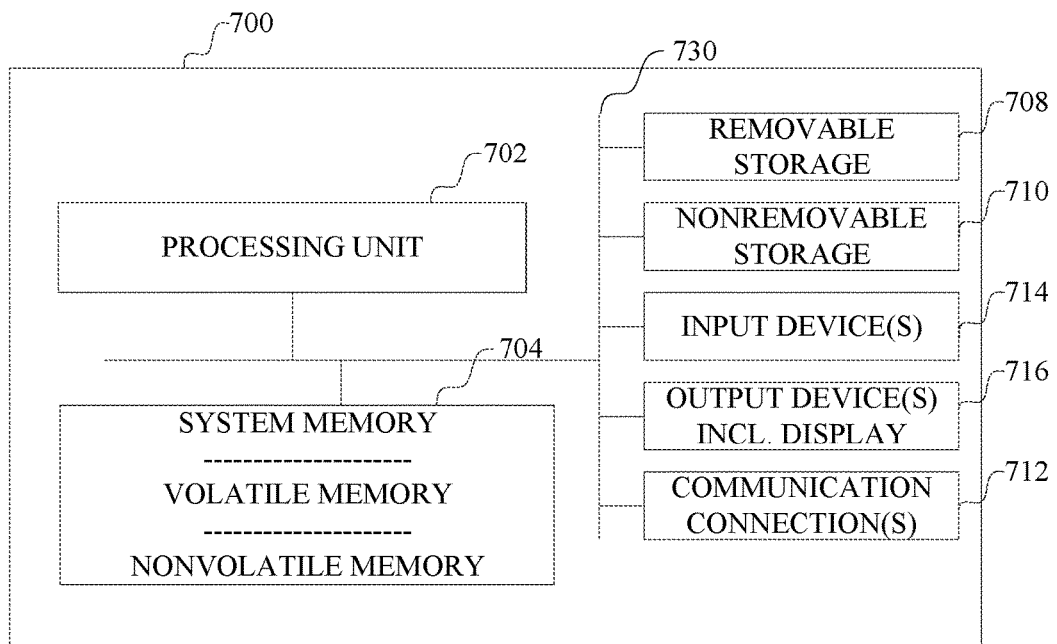 700
730
702
PROCESSING UNIT
704
SYSTEM MEMORY
--------------------
VOLATILE MEMORY
--------------------
NONVOLATILE MEMORY
REMOVABLE
STORAGE
708
NONREMOVABLE
STORAGE
710
INPUT DEVICE(S)
714
OUTPUT DEVICE(S)
INCL. DISPLAY
716
COMMUNICATION
CONNECTION(S)
712